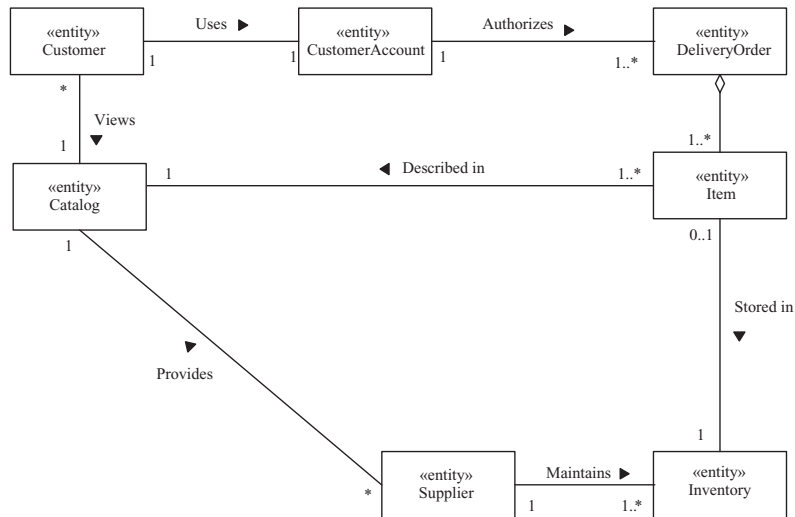 «entity»
Customer
Uses
1
1
«entity»
CustomerAccount
Authorizes
1
1..*
«entity»
DeliveryOrder
*
Views
1
1..*
«entity»
Catalog
1
Described in
1..*
«entity»
Item
1
0..1
Stored in
Provides
1
*
«entity»
Supplier
Maintains
1
1..*
«entity»
Inventory